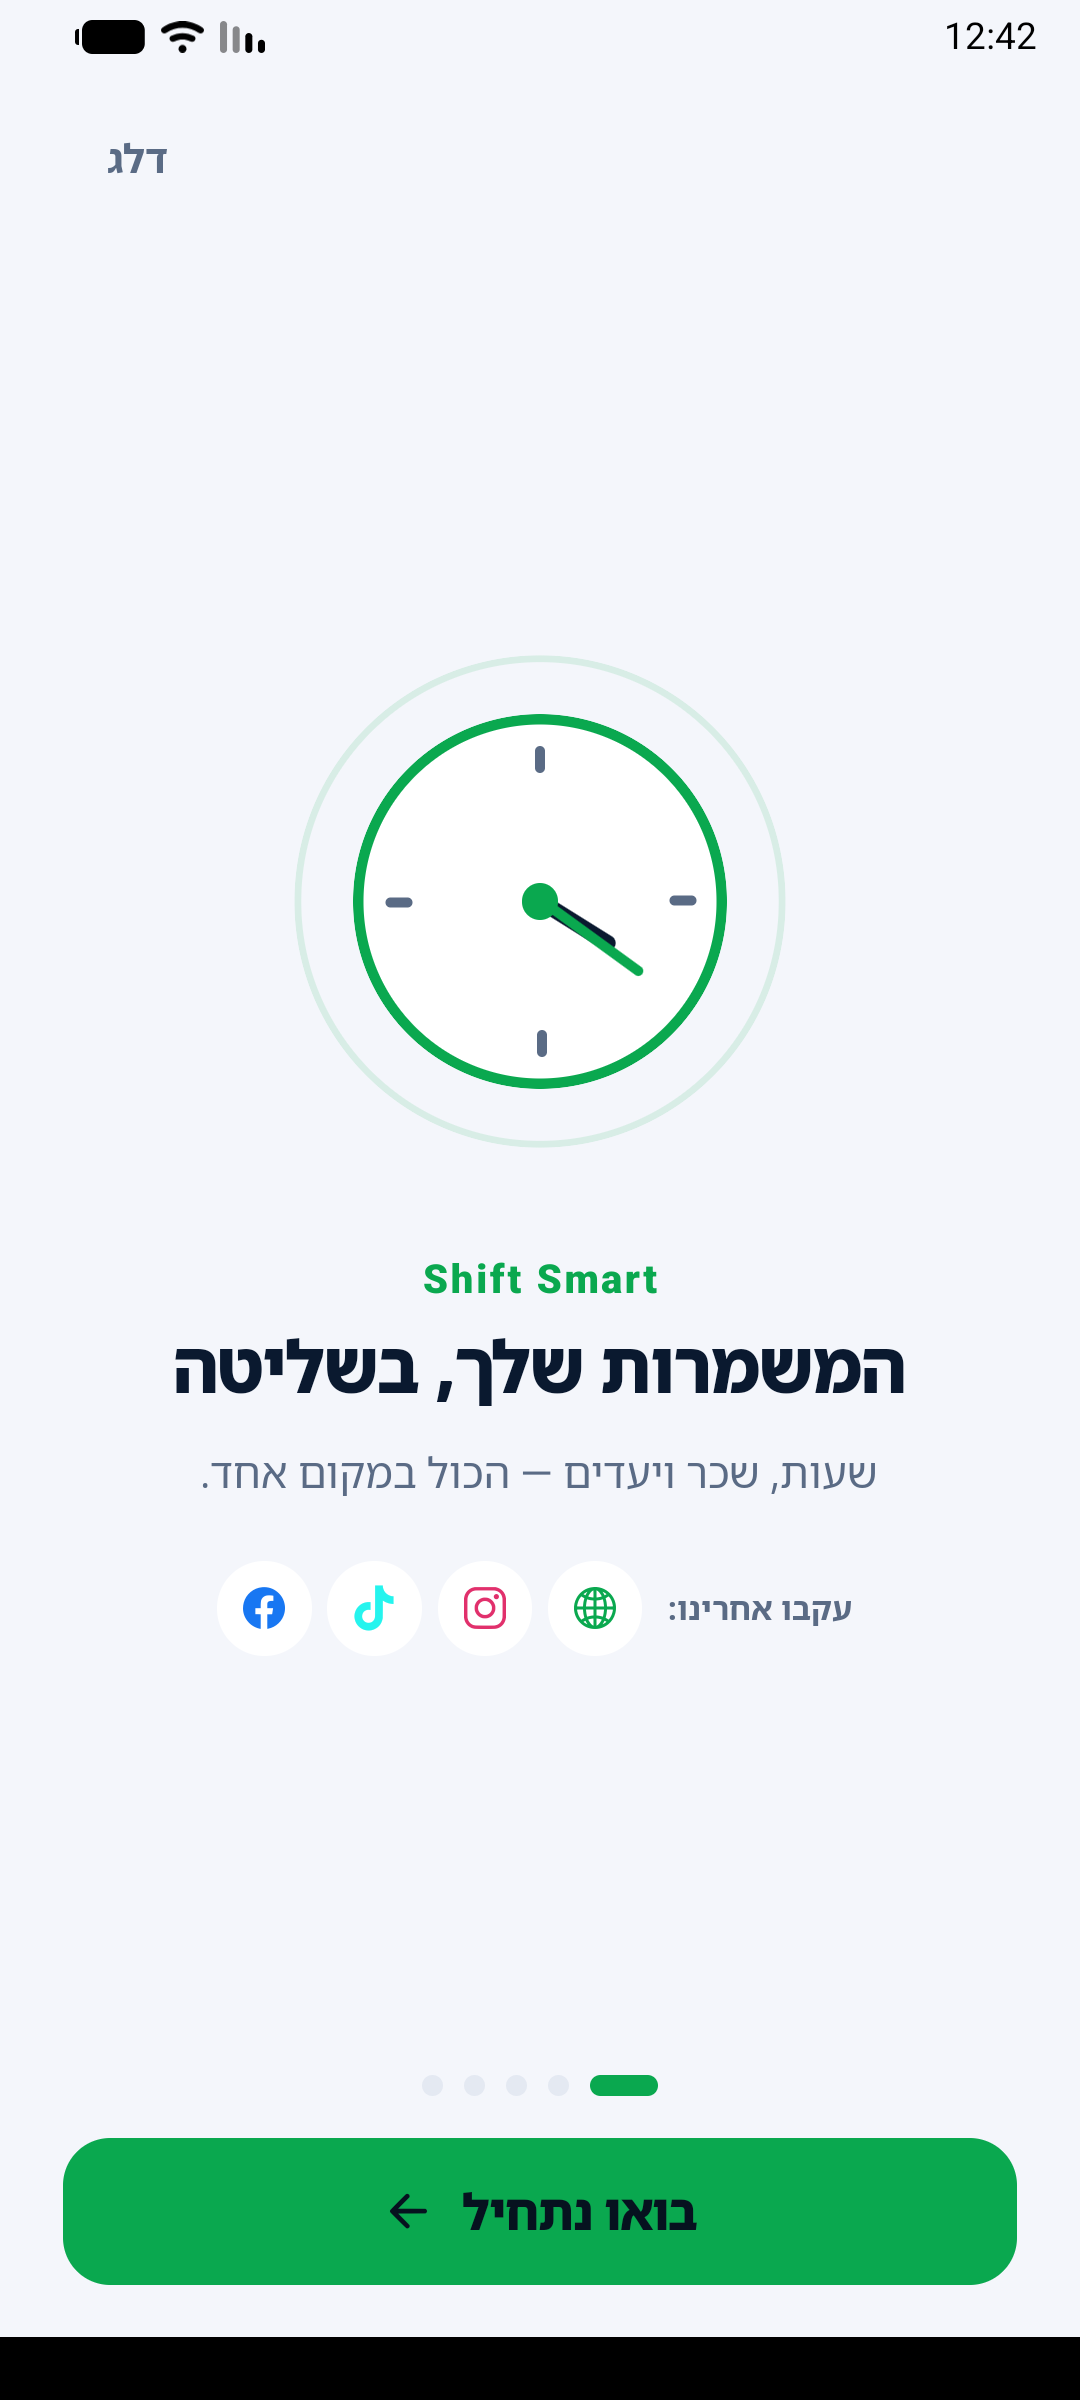 12:42
דלג
Shift Smart
המשמרות שלך, בשליטה
שעות, שכר ויעדים – הכול במקום אחד.
עקבו אחרינו:
בואו נתחיל